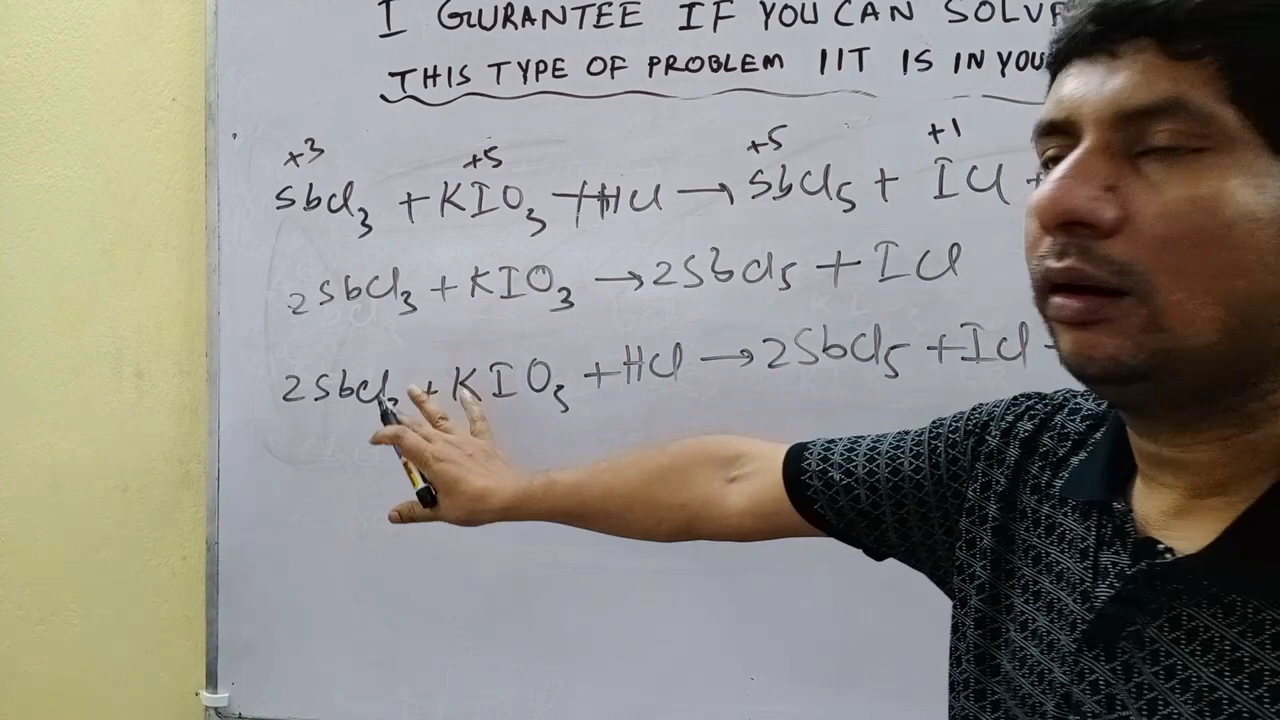 I GURANTEE IF YOU CAN SOLVE
THIS TYPE OF PROBLEM IIT IS IN YOU
+3 +5 +5 +1
SbCl3 + KIO3 + HCl → SbCl5 + ICl +
2SbCl3 + KIO3 → 2SbCl5 + ICl
2SbCl3 + KIO3 + HCl → 2SbCl5 + ICl +